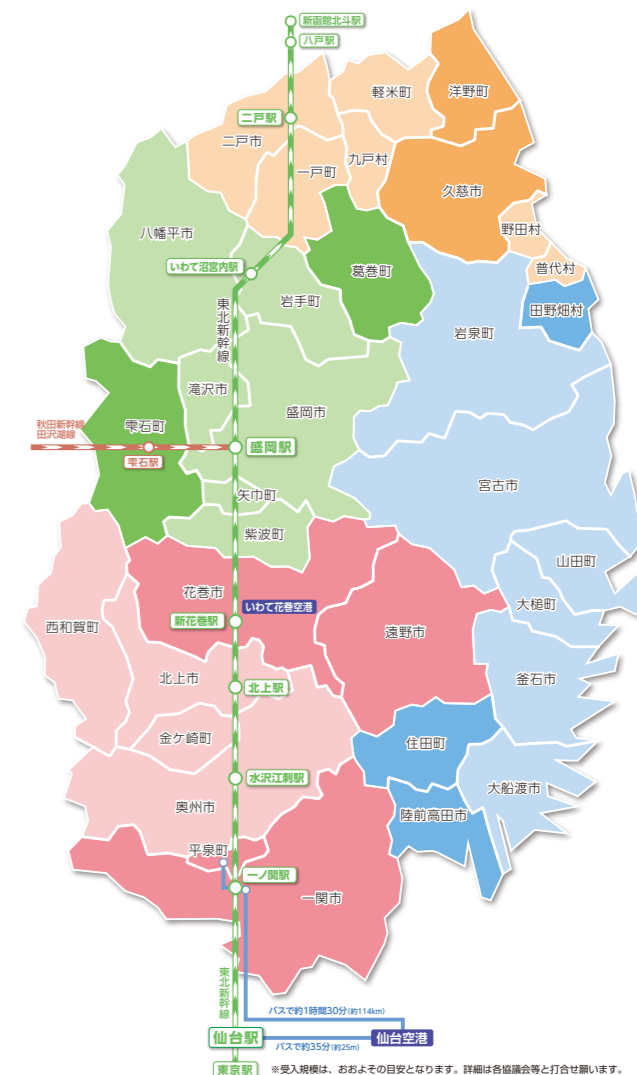 新函館北斗駅
八戸駅
軽米町
洋野町
二戸駅
二戸市
九戸村
一戸町
久慈市
野田村
八幡平市
普代村
いわて沼宮内駅
葛巻町
岩手町
田野畑村
東北新幹線
岩泉町
滝沢市
盛岡市
雫石町
秋田新幹線
田沢湖線
盛岡駅
雫石駅
宮古市
矢巾町
紫波町
山田町
花巻市
いわて花巻空港
大槌町
新花巻駅
西和賀町
遠野市
北上市
釜石市
北上駅
金ケ崎町
住田町
水沢江刺駅
大船渡市
奥州市
陸前高田市
平泉町
一ノ関駅
一関市
東北新幹線
バスで約1時間30分(約114km)
仙台駅
仙台空港
バスで約35分(約25m)
東京駅
※受入規模は、おおよその目安となります。詳細は各協議会等と打合せ願います。